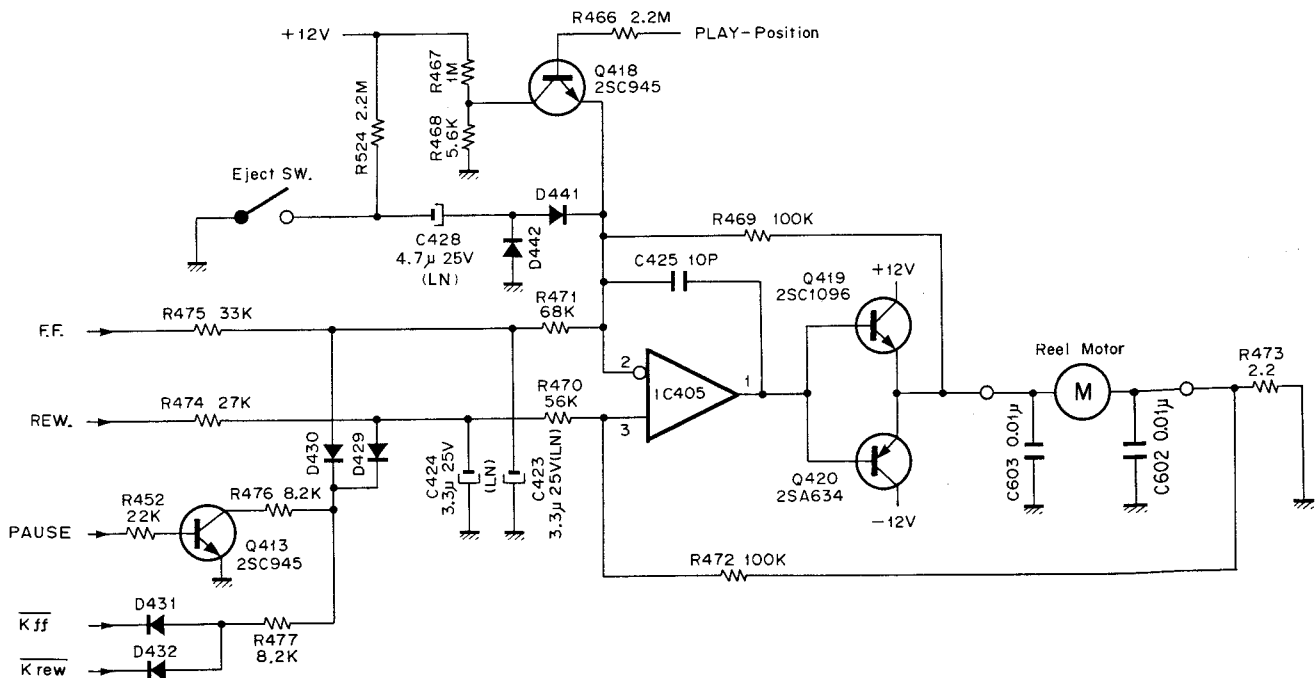 R466 2.2M
+12V
PLAY-Position
R467
1M
Q418
2SC945
R524 2.2M
R468
5.6K
Eject SW.
D441
R469 100K
C428
4.7μ 25V
(LN)
D442
C425 10P
Q419
2SC1096
+12V
R471
68K
F.F.
R475 33K
Reel Motor
R473
2.2
2
1
IC405
M
R470
56K
REW.
R474 27K
3
D430
D429
C424
3.3μ 25V
(LN)
C423
3.3μ 25V(LN)
C603 0.01μ
C602 0.01μ
Q420
2SA634
-12V
R452
22K
R476 8.2K
PAUSE
Q413
2SC945
R472 100K
D431
Kff
R477
8.2K
D432
Krew